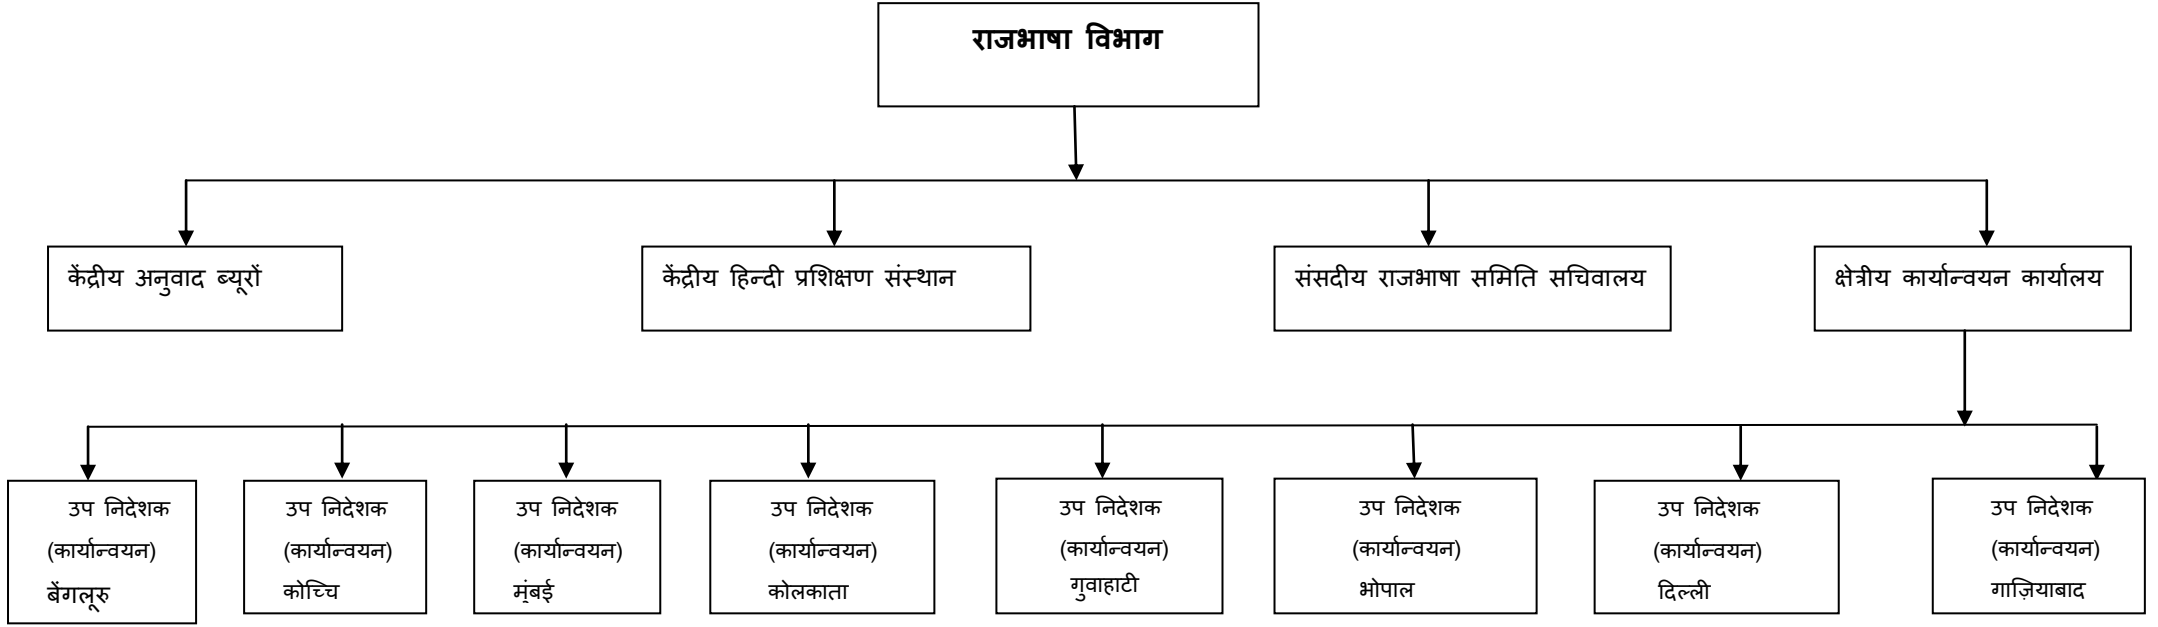 राजभाषा विभाग
केंद्रीय अनुवाद ब्यूरों
केंद्रीय हिन्दी प्रशिक्षण संस्थान
संसदीय राजभाषा समिति सचिवालय
क्षेत्रीय कार्यान्वयन कार्यालय
उप निदेशक
(कार्यान्वयन)
बेंगलूरु
उप निदेशक
(कार्यान्वयन)
कोच्चि
उप निदेशक
(कार्यान्वयन)
मुंबई
उप निदेशक
(कार्यान्वयन)
कोलकाता
उप निदेशक
(कार्यान्वयन)
गुवाहाटी
उप निदेशक
(कार्यान्वयन)
भोपाल
उप निदेशक
(कार्यान्वयन)
दिल्ली
उप निदेशक
(कार्यान्वयन)
गाज़ियाबाद